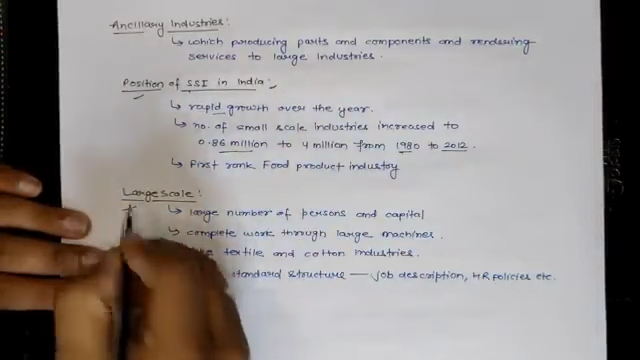 Ancillary Industries:
↳ which producing parts and components and rendering
services to large Industries.
Position of SSI in India:
↳ rapid growth over the year.
↳ no. of small scale Industries increased to
0.86 million to 4 million from 1980 to 2012.
↳ First rank Food product industry
Large scale:
↳ large number of persons and capital
↳ complete work through large machines.
textile and cotton industries.
standard structure — Job description, HR policies etc.